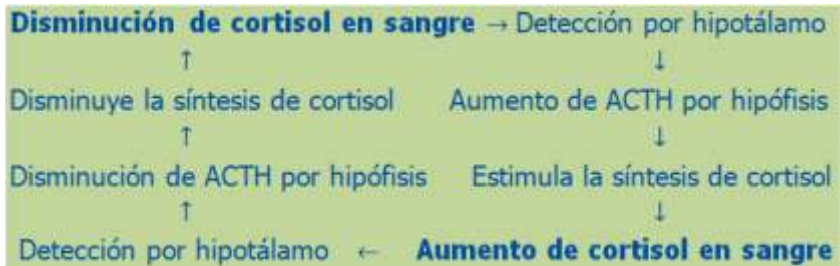 Disminución de cortisol en sangre → Detección por hipotálamo
↑ ↓
Disminuye la síntesis de cortisol Aumento de ACTH por hipófisis
↑ ↓
Disminución de ACTH por hipófisis Estimula la síntesis de cortisol
↑ ↓
Detección por hipotálamo ← Aumento de cortisol en sangre